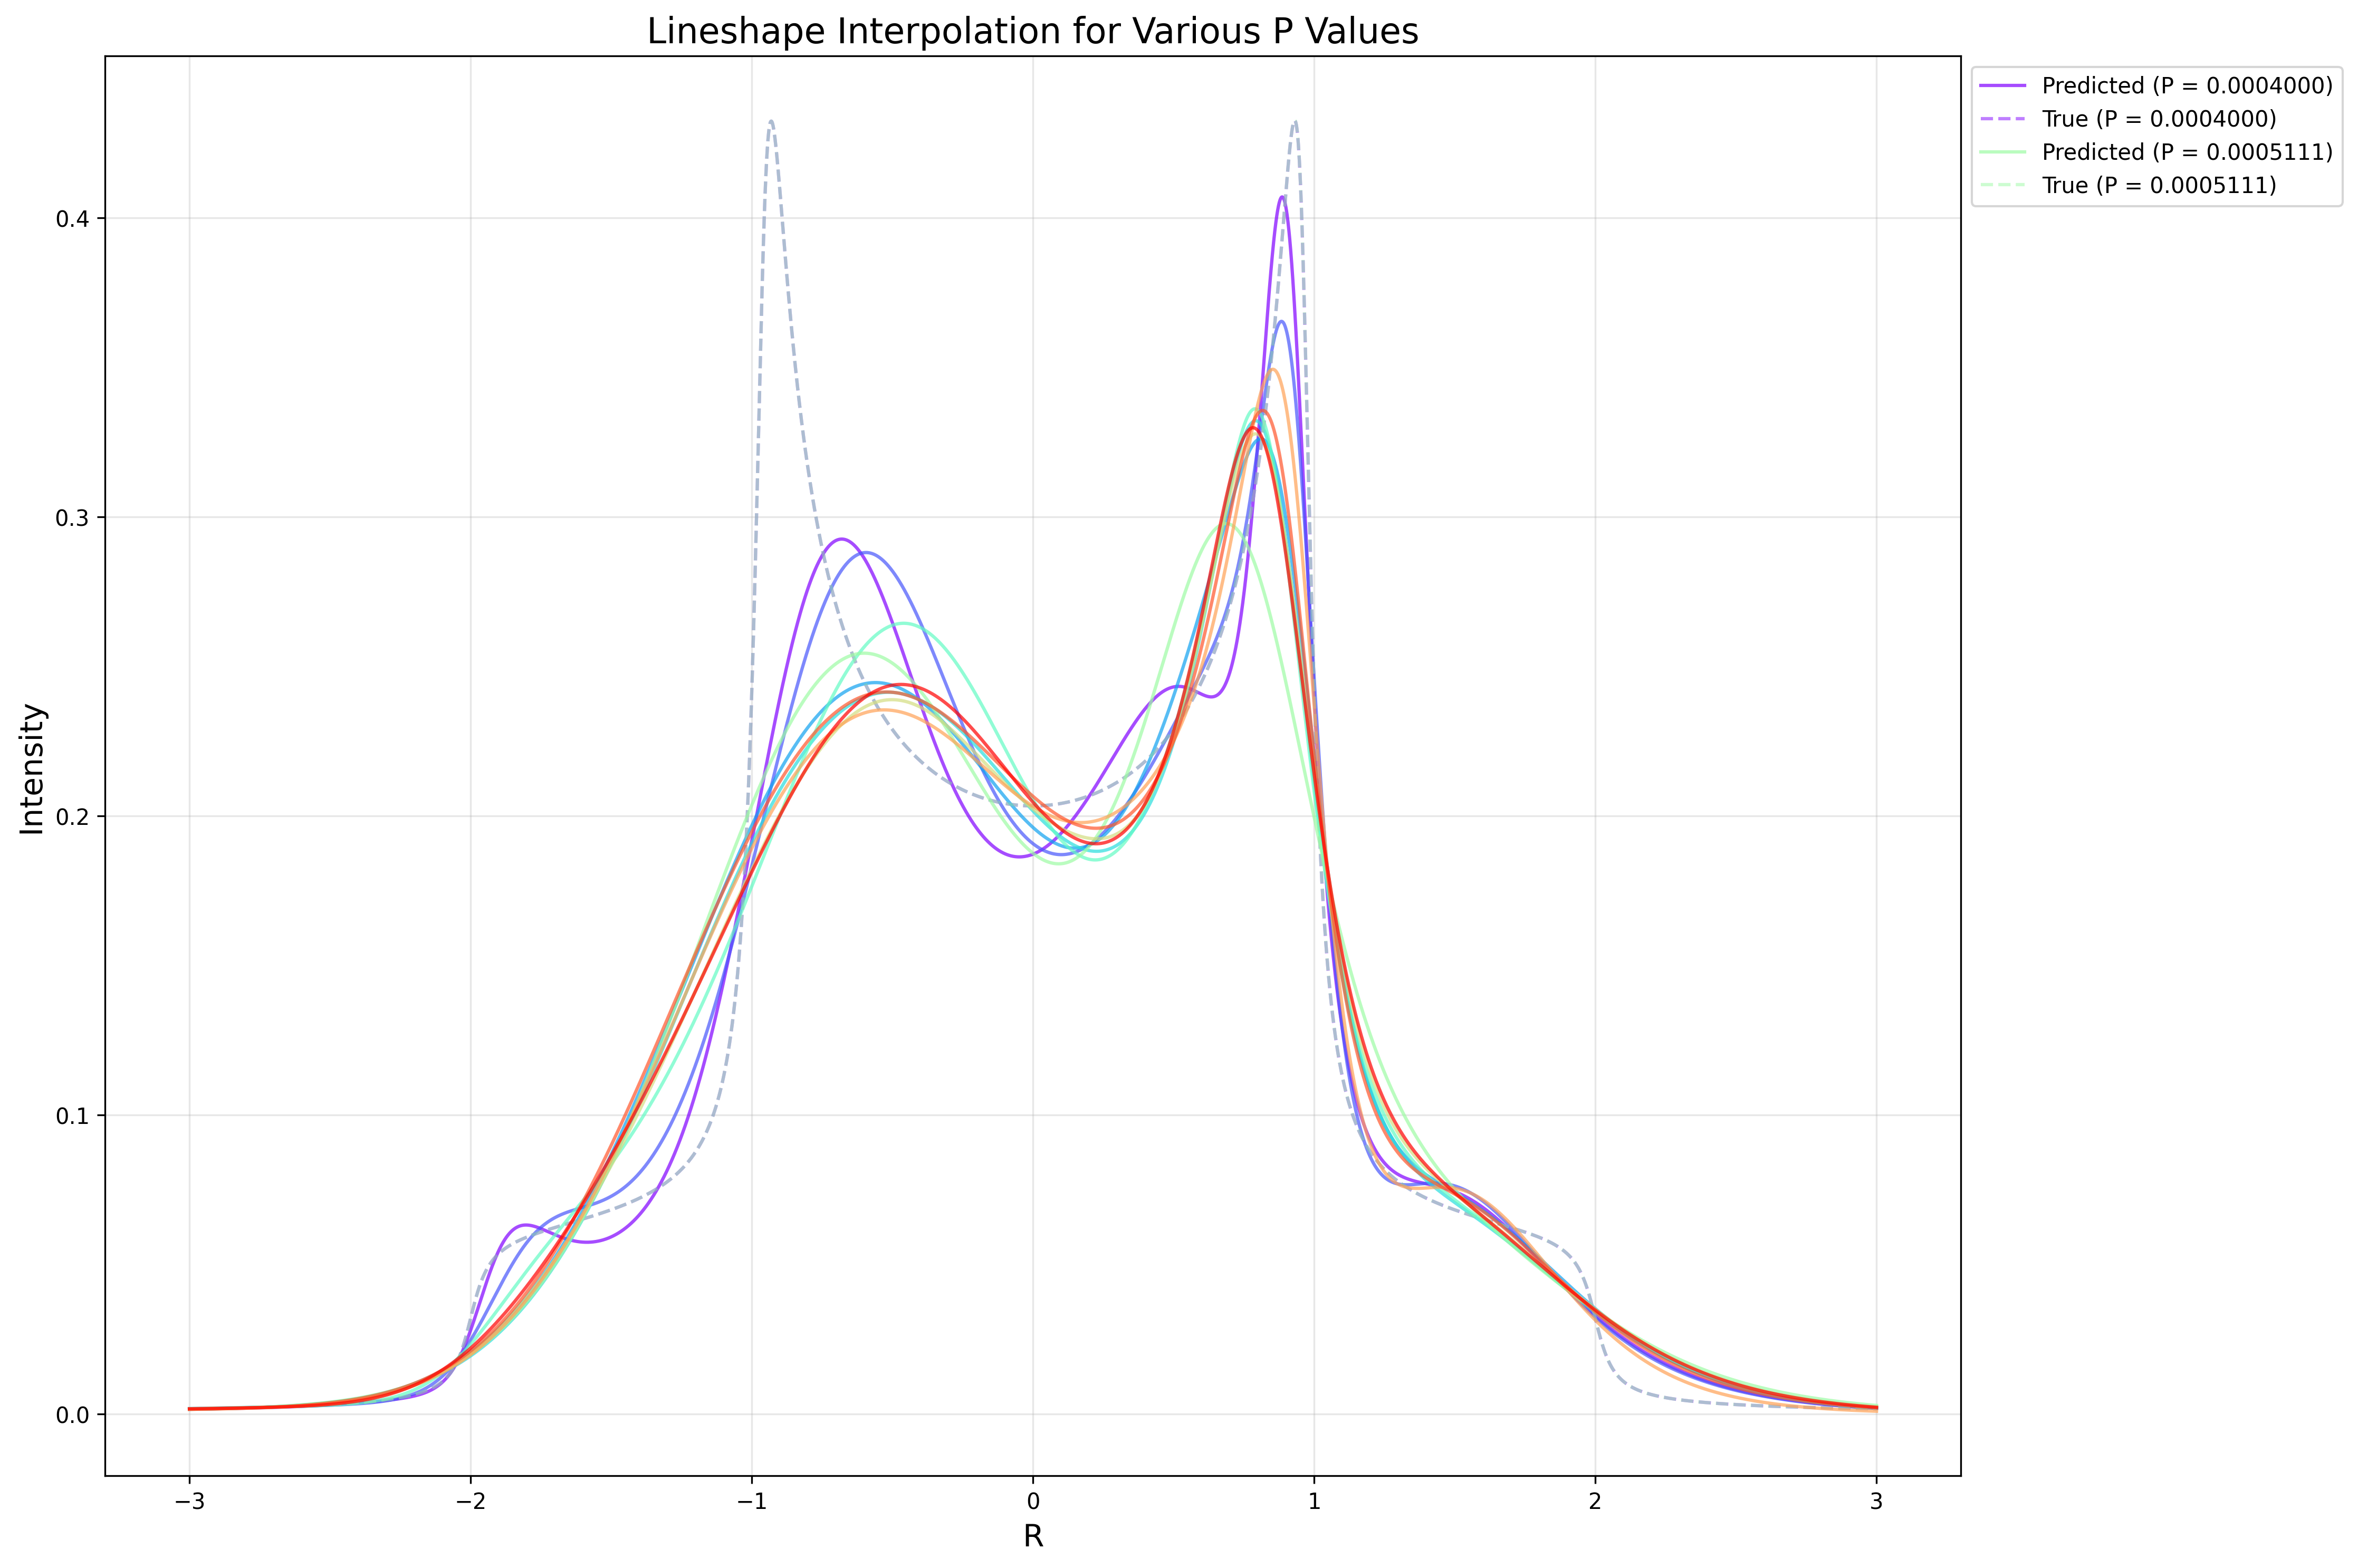 Lineshape Interpolation for Various P Values
Predicted (P = 0.0004000)
True (P = 0.0004000)
Predicted (P = 0.0005111)
True (P = 0.0005111)
Intensity
0.4
0.3
0.2
0.1
0.0
−3
−2
−1
0
1
2
3
R